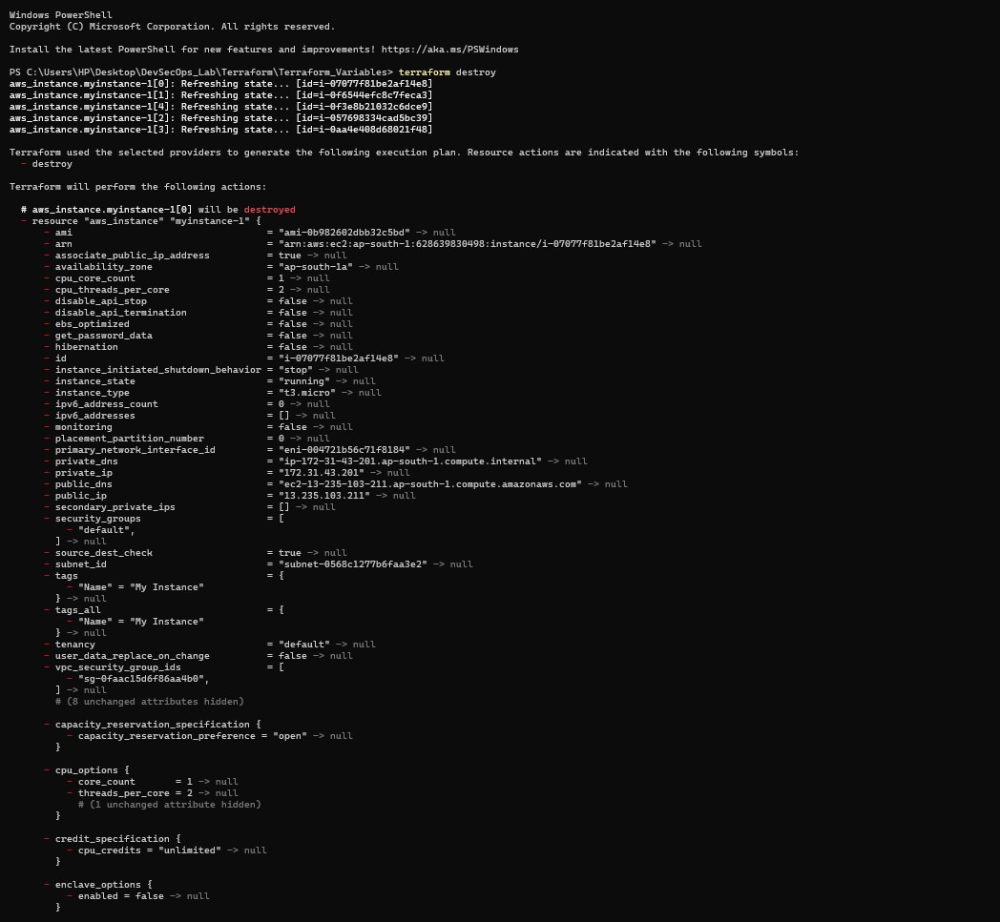 Windows PowerShell
Copyright (C) Microsoft Corporation. All rights reserved.
Install the latest PowerShell for new features and improvements! https://aka.ms/PSWindows
PS C:\Users\HP\Desktop\DevSecOps_Lab\Terraform\Terraform_Variables> terraform destroy
aws_instance.myinstance-1[0]: Refreshing state... [id=i-07077f81be2af14e8]
aws_instance.myinstance-1[1]: Refreshing state... [id=i-0f6544efc8c7feca3]
aws_instance.myinstance-1[4]: Refreshing state... [id=i-0f3e8b21032c6dce9]
aws_instance.myinstance-1[2]: Refreshing state... [id=i-057698334cad5bc39]
aws_instance.myinstance-1[3]: Refreshing state... [id=i-0aa4e408d68021f48]
Terraform used the selected providers to generate the following execution plan. Resource actions are indicated with the following symbols:
  - destroy
Terraform will perform the following actions:
  # aws_instance.myinstance-1[0] will be destroyed
  - resource "aws_instance" "myinstance-1" {
      - ami                                  = "ami-0b982602dbb32c5bd" -> null
      - arn                                  = "arn:aws:ec2:ap-south-1:628639830498:instance/i-07077f81be2af14e8" -> null
      - associate_public_ip_address          = true -> null
      - availability_zone                    = "ap-south-1a" -> null
      - cpu_core_count                       = 1 -> null
      - cpu_threads_per_core                 = 2 -> null
      - disable_api_stop                     = false -> null
      - disable_api_termination              = false -> null
      - ebs_optimized                        = false -> null
      - get_password_data                    = false -> null
      - hibernation                          = false -> null
      - id                                   = "i-07077f81be2af14e8" -> null
      - instance_initiated_shutdown_behavior = "stop" -> null
      - instance_state                       = "running" -> null
      - instance_type                        = "t3.micro" -> null
      - ipv6_address_count                   = 0 -> null
      - ipv6_addresses                       = [] -> null
      - monitoring                           = false -> null
      - placement_partition_number           = 0 -> null
      - primary_network_interface_id         = "eni-004721b56c71f8184" -> null
      - private_dns                          = "ip-172-31-43-201.ap-south-1.compute.internal" -> null
      - private_ip                           = "172.31.43.201" -> null
      - public_dns                           = "ec2-13-235-103-211.ap-south-1.compute.amazonaws.com" -> null
      - public_ip                            = "13.235.103.211" -> null
      - secondary_private_ips                = [] -> null
      - security_groups                      = [
          - "default",
        ] -> null
      - source_dest_check                    = true -> null
      - subnet_id                            = "subnet-0568c1277b6faa3e2" -> null
      - tags                                 = {
          - "Name" = "My Instance"
        } -> null
      - tags_all                             = {
          - "Name" = "My Instance"
        } -> null
      - tenancy                              = "default" -> null
      - user_data_replace_on_change          = false -> null
      - vpc_security_group_ids               = [
          - "sg-0faac15d6f86aa4b0",
        ] -> null
        # (8 unchanged attributes hidden)
      - capacity_reservation_specification {
          - capacity_reservation_preference = "open" -> null
        }
      - cpu_options {
          - core_count       = 1 -> null
          - threads_per_core = 2 -> null
            # (1 unchanged attribute hidden)
        }
      - credit_specification {
          - cpu_credits = "unlimited" -> null
        }
      - enclave_options {
          - enabled = false -> null
        }